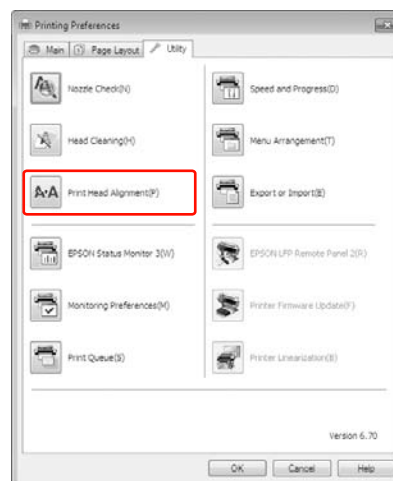 Printing Preferences
Main
Page Layout
Utility
Nozzle Check(N)
Speed and Progress(D)
Head Cleaning(H)
Menu Arrangement(T)
A·A Print Head Alignment(P)
Export or Import(E)
EPSON Status Monitor 3(W)
EPSON LFP Remote Panel 2(R)
Monitoring Preferences(M)
Printer Firmware Update(F)
Print Queue(S)
Printer Linearization(B)
Version 6.70
OK
Cancel
Help